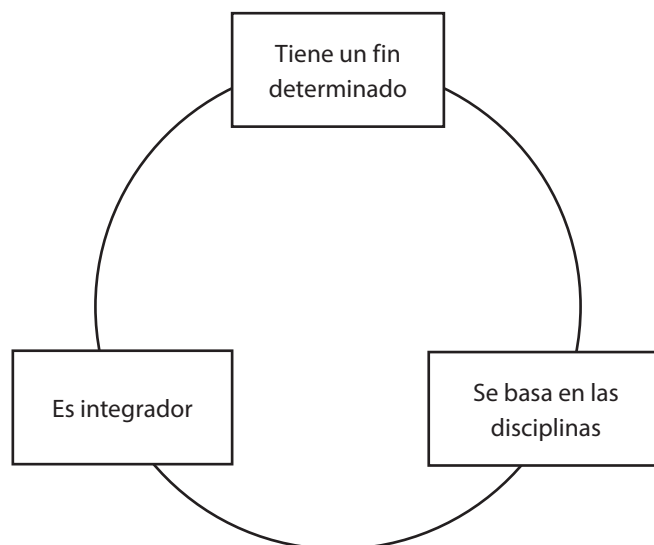 Tiene un fin
determinado
Es integrador
Se basa en las
disciplinas